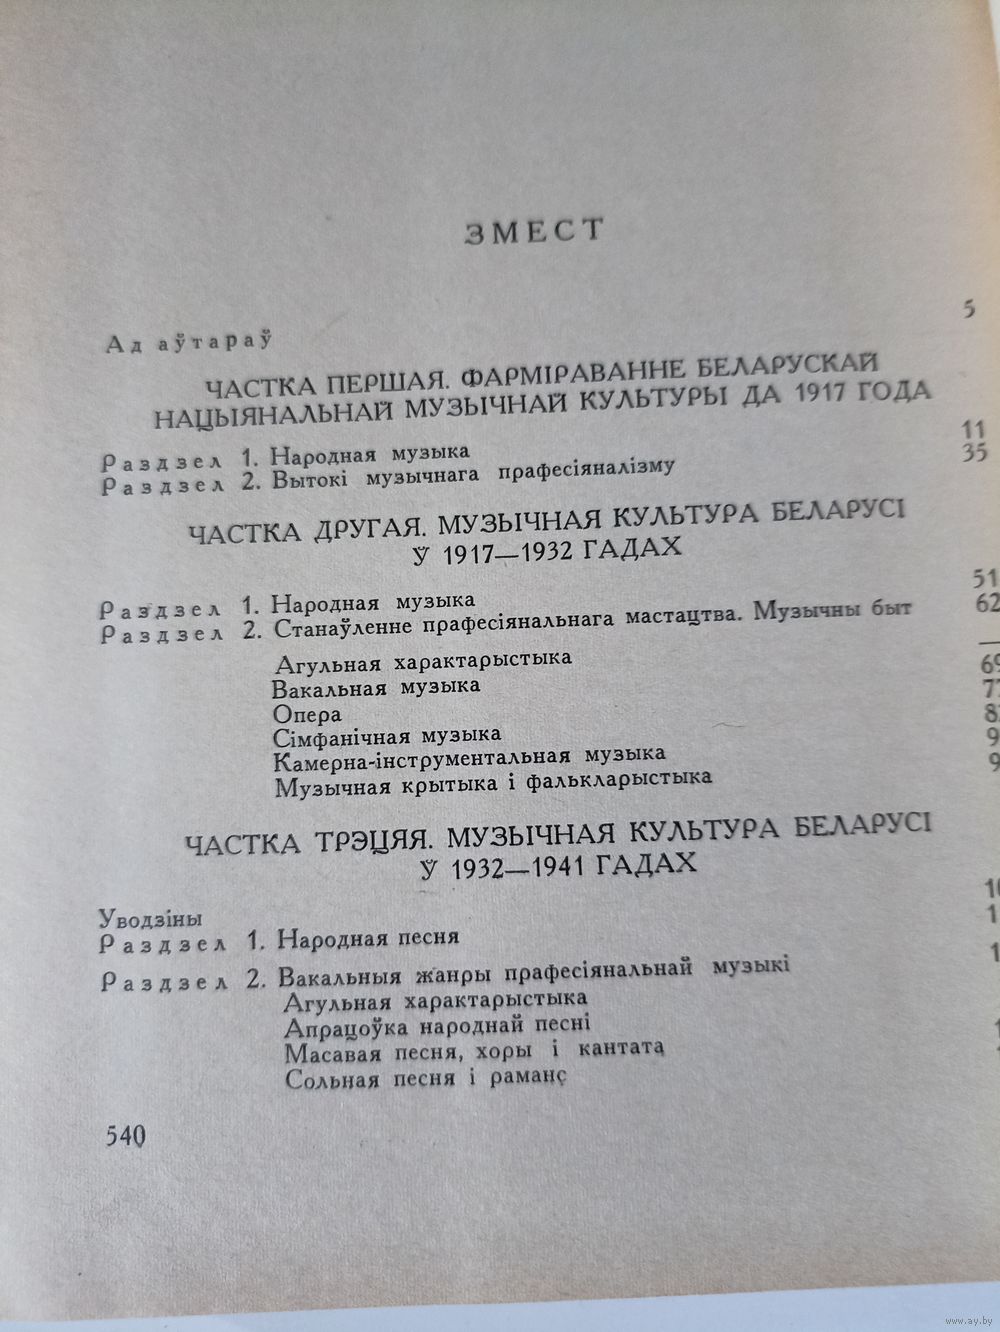 ЗМЕСТ
Ад аўтараў 5
ЧАСТКА ПЕРШАЯ. ФАРМІРАВАННЕ БЕЛАРУСКАЙ
НАЦЫЯНАЛЬНАЙ МУЗЫЧНАЙ КУЛЬТУРЫ ДА 1917 ГОДА
Раздзел 1. Народная музыка 11
Раздзел 2. Вытокі музычнага прафесіяналізму 35
ЧАСТКА ДРУГАЯ. МУЗЫЧНАЯ КУЛЬТУРА БЕЛАРУСІ
Ў 1917—1932 ГАДАХ
Раздзел 1. Народная музыка 51
Раздзел 2. Станаўленне прафесіянальнага мастацтва. Музычны быт 62
Агульная характарыстыка —
Вакальная музыка
Опера
Сімфанічная музыка
Камерна-інструментальная музыка
Музычная крытыка і фалькларыстыка
ЧАСТКА ТРЭЦЯЯ. МУЗЫЧНАЯ КУЛЬТУРА БЕЛАРУСІ
Ў 1932—1941 ГАДАХ
Уводзіны
Раздзел 1. Народная песня
Раздзел 2. Вакальныя жанры прафесіянальнай музыкі
Агульная характарыстыка
Апрацоўка народнай песні
Масавая песня, хоры і кантата
Сольная песня і раманс
540
www.ay.by